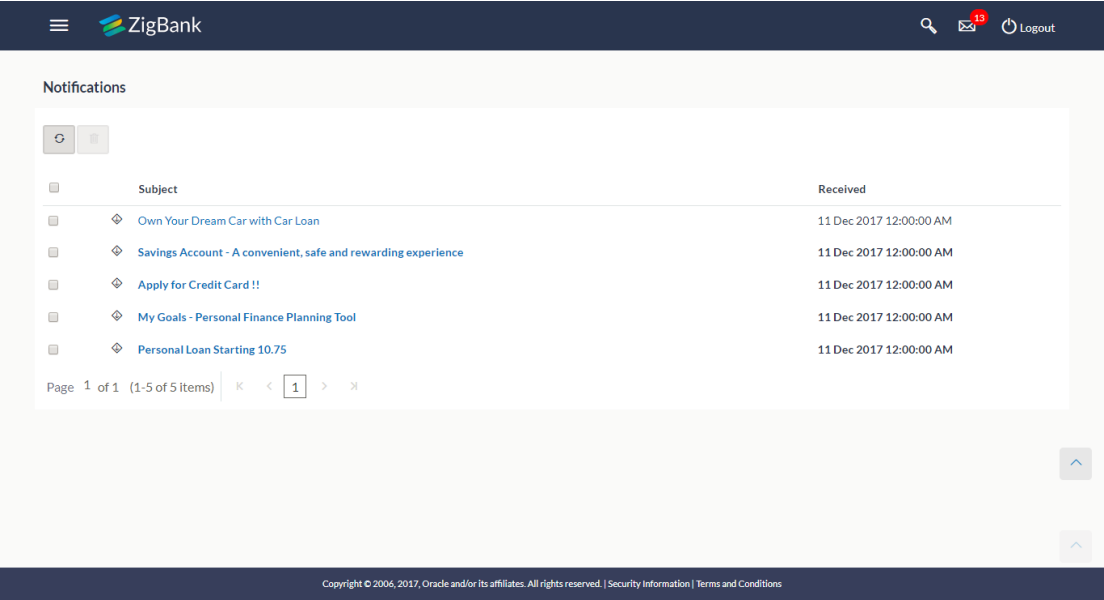 ZigBank
13
Logout
Notifications
Subject Received
Own Your Dream Car with Car Loan 11 Dec 2017 12:00:00 AM
Savings Account - A convenient, safe and rewarding experience 11 Dec 2017 12:00:00 AM
Apply for Credit Card !! 11 Dec 2017 12:00:00 AM
My Goals - Personal Finance Planning Tool 11 Dec 2017 12:00:00 AM
Personal Loan Starting 10.75 11 Dec 2017 12:00:00 AM
Page 1 of 1 (1-5 of 5 items) 1
Copyright © 2006, 2017, Oracle and/or its affiliates. All rights reserved. | Security Information | Terms and Conditions